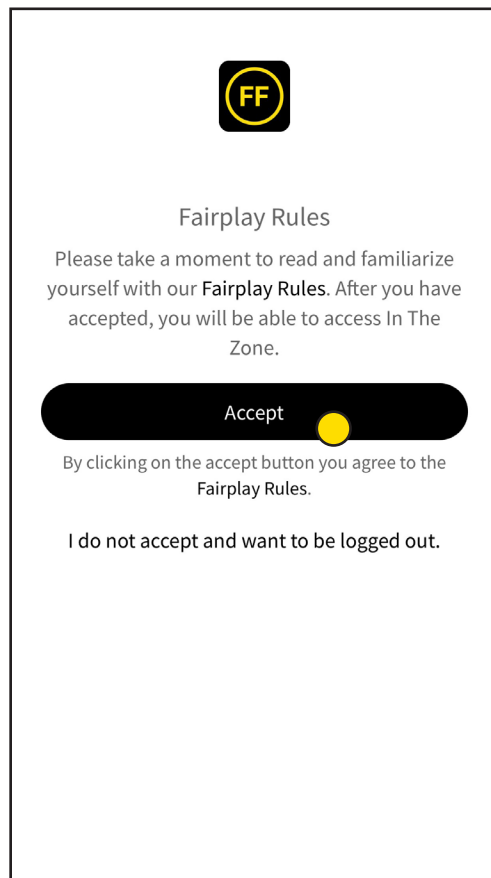 FF
Fairplay Rules
Please take a moment to read and familiarize
yourself with our Fairplay Rules. After you have
accepted, you will be able to access In The
Zone.
Accept
By clicking on the accept button you agree to the
Fairplay Rules.
I do not accept and want to be logged out.